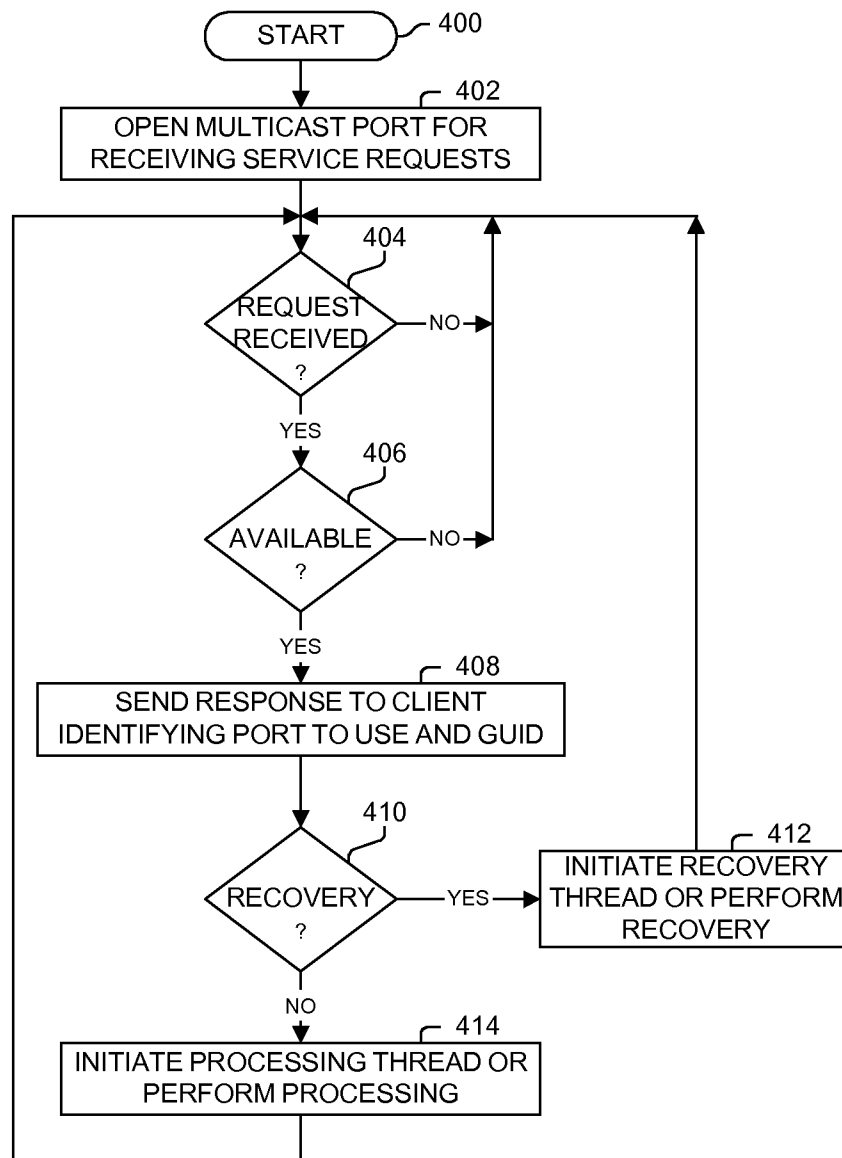 START
400
402
OPEN MULTICAST PORT FOR
RECEIVING SERVICE REQUESTS
404
REQUEST
RECEIVED
?
NO
YES
406
AVAILABLE
?
NO
YES
408
SEND RESPONSE TO CLIENT
IDENTIFYING PORT TO USE AND GUID
410
RECOVERY
?
YES
412
INITIATE RECOVERY
THREAD OR PERFORM
RECOVERY
NO
414
INITIATE PROCESSING THREAD OR
PERFORM PROCESSING